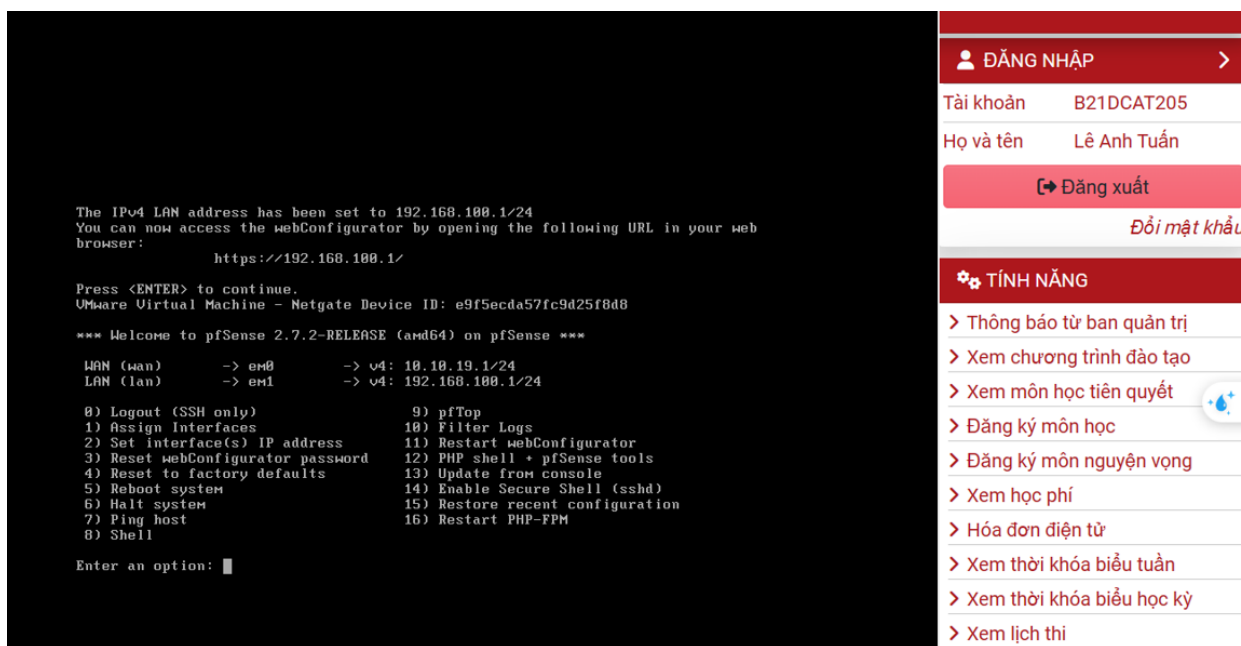 The IPv4 LAN address has been set to 192.168.100.1/24
You can now access the webConfigurator by opening the following URL in your web
browser:
https://192.168.100.1/
Press <ENTER> to continue.
VMware Virtual Machine - Netgate Device ID: e9f5ecda57fc9d25f8d8
*** Welcome to pfSense 2.7.2-RELEASE (amd64) on pfSense ***
WAN (wan) -> em0 -> v4: 10.10.19.1/24
LAN (lan) -> em1 -> v4: 192.168.100.1/24
0) Logout (SSH only) 9) pfTop
1) Assign Interfaces 10) Filter Logs
2) Set interface(s) IP address 11) Restart webConfigurator
3) Reset webConfigurator password 12) PHP shell + pfSense tools
4) Reset to factory defaults 13) Update from console
5) Reboot system 14) Enable Secure Shell (sshd)
6) Halt system 15) Restore recent configuration
7) Ping host 16) Restart PHP-FPM
8) Shell
Enter an option:
ĐĂNG NHẬP
Tài khoản B21DCAT205
Họ và tên Lê Anh Tuấn
Đăng xuất
Đổi mật khẩu
TÍNH NĂNG
Thông báo từ ban quản trị
Xem chương trình đào tạo
Xem môn học tiên quyết
Đăng ký môn học
Đăng ký môn nguyện vọng
Xem học phí
Hóa đơn điện tử
Xem thời khóa biểu tuần
Xem thời khóa biểu học kỳ
Xem lịch thi